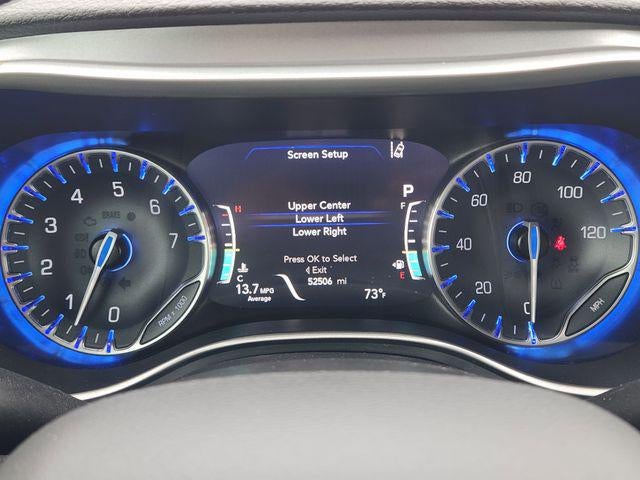 Screen Setup
P
H
F
Upper Center
Lower Left
Lower Right
Press OK to Select
Exit
C
E
13.7 MPG
Average
52506 mi
73°F
0
1
2
3
4
5
6
7
BRAKE
RPM x 1000
0
20
40
60
80
100
120
MPH